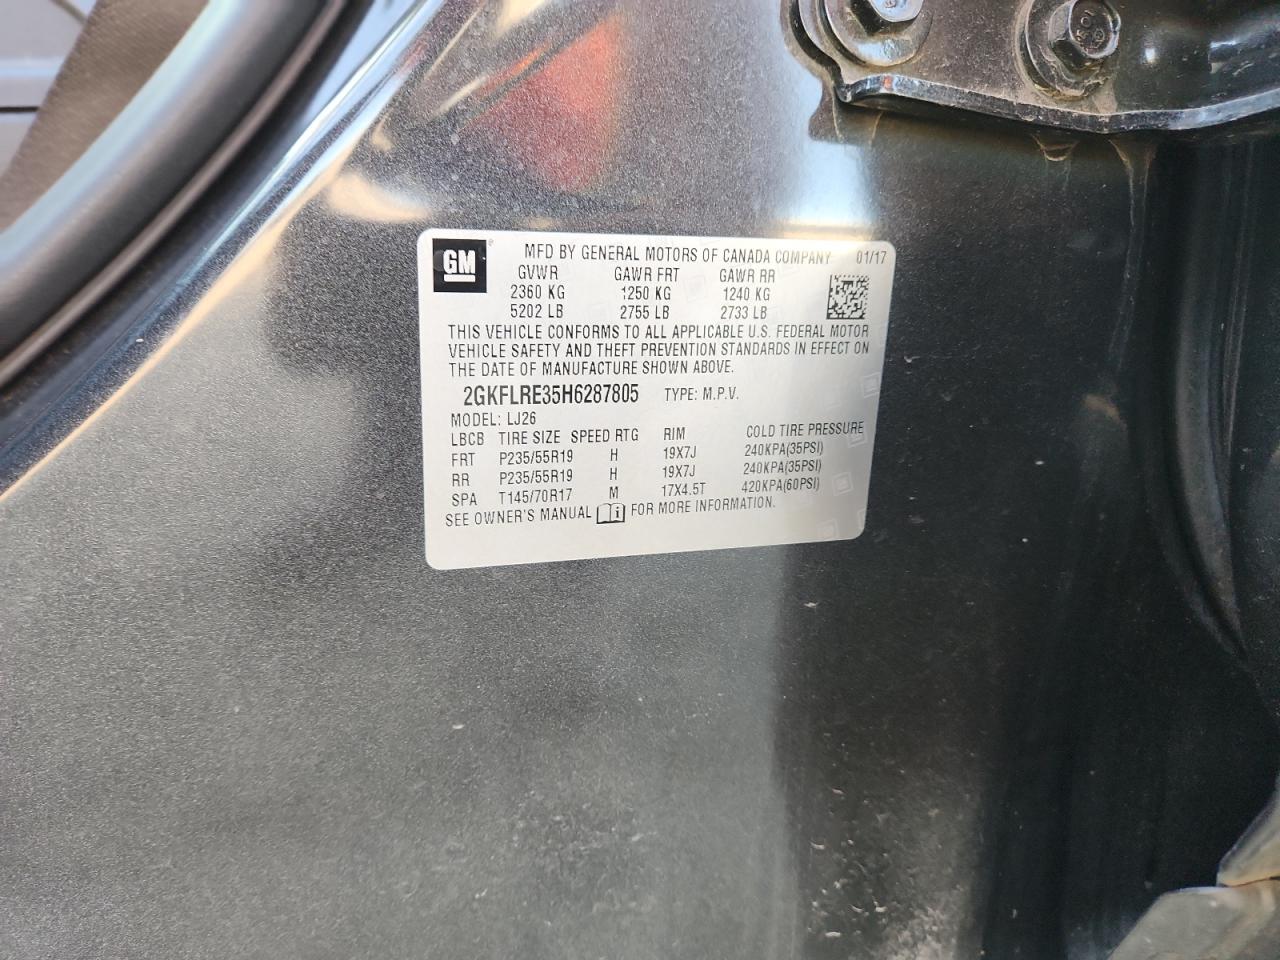 GM
MFD BY GENERAL MOTORS OF CANADA COMPANY 01/17
GVWR GAWR FRT GAWR RR
2360 KG 1250 KG 1240 KG
5202 LB 2755 LB 2733 LB
THIS VEHICLE CONFORMS TO ALL APPLICABLE U.S. FEDERAL MOTOR
VEHICLE SAFETY AND THEFT PREVENTION STANDARDS IN EFFECT ON
THE DATE OF MANUFACTURE SHOWN ABOVE.
2GKFLRE35H6287805 TYPE: M.P.V.
MODEL: LJ26
LBCB TIRE SIZE SPEED RTG RIM COLD TIRE PRESSURE
FRT P235/55R19 H 19X7J 240KPA(35PSI)
RR P235/55R19 H 19X7J 240KPA(35PSI)
SPA T145/70R17 M 17X4.5T 420KPA(60PSI)
SEE OWNER'S MANUAL FOR MORE INFORMATION.